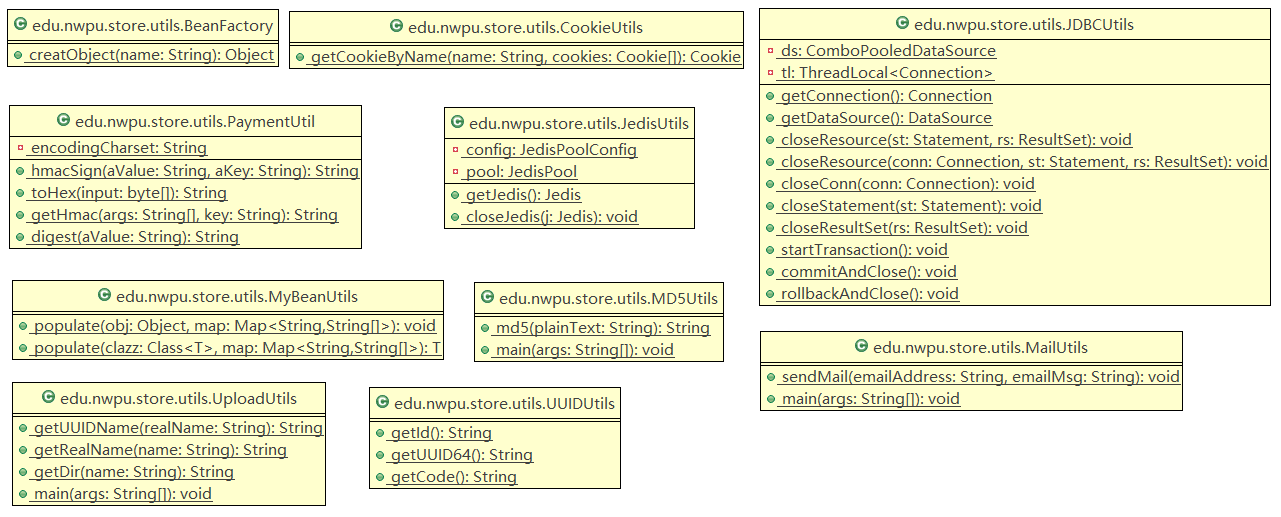 edu.nwpu.store.utils.BeanFactory
creatObject(name: String): Object
edu.nwpu.store.utils.CookieUtils
getCookieByName(name: String, cookies: Cookie[]): Cookie
edu.nwpu.store.utils.JDBCUtils
ds: ComboPooledDataSource
tl: ThreadLocal<Connection>
getConnection(): Connection
getDataSource(): DataSource
closeResource(st: Statement, rs: ResultSet): void
closeResource(conn: Connection, st: Statement, rs: ResultSet): void
closeConn(conn: Connection): void
closeStatement(st: Statement): void
closeResultSet(rs: ResultSet): void
startTransaction(): void
commitAndClose(): void
rollbackAndClose(): void
edu.nwpu.store.utils.PaymentUtil
encodingCharset: String
hmacSign(aValue: String, aKey: String): String
toHex(input: byte[]): String
getHmac(args: String[], key: String): String
digest(aValue: String): String
edu.nwpu.store.utils.JedisUtils
config: JedisPoolConfig
pool: JedisPool
getJedis(): Jedis
closeJedis(j: Jedis): void
edu.nwpu.store.utils.MyBeanUtils
populate(obj: Object, map: Map<String,String[]>): void
populate(clazz: Class<T>, map: Map<String,String[]>): T
edu.nwpu.store.utils.MD5Utils
md5(plainText: String): String
main(args: String[]): void
edu.nwpu.store.utils.MailUtils
sendMail(emailAddress: String, emailMsg: String): void
main(args: String[]): void
edu.nwpu.store.utils.UploadUtils
getUUIDName(realName: String): String
getRealName(name: String): String
getDir(name: String): String
main(args: String[]): void
edu.nwpu.store.utils.UUIDUtils
getId(): String
getUUID64(): String
getCode(): String